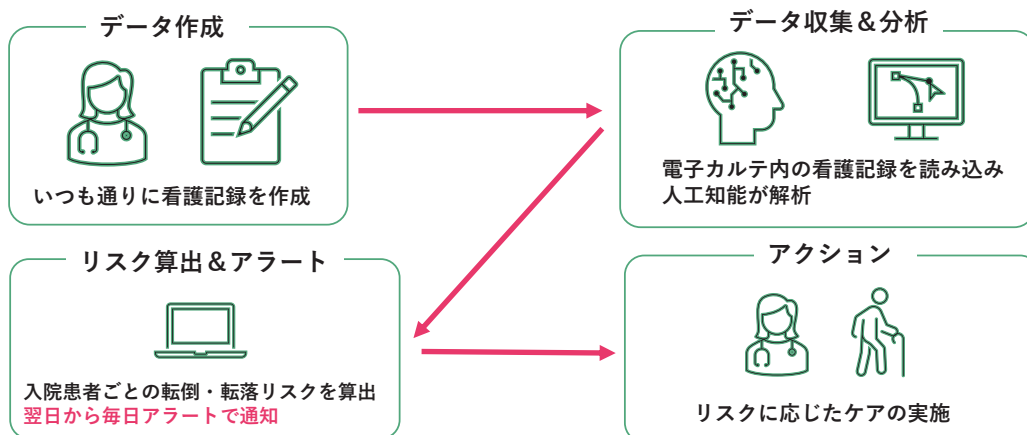 データ作成
いつも通りに看護記録を作成
データ収集&分析
電子カルテ内の看護記録を読み込み
人工知能が解析
リスク算出&アラート
入院患者ごとの転倒・転落リスクを算出
翌日から毎日アラートで通知
アクション
リスクに応じたケアの実施